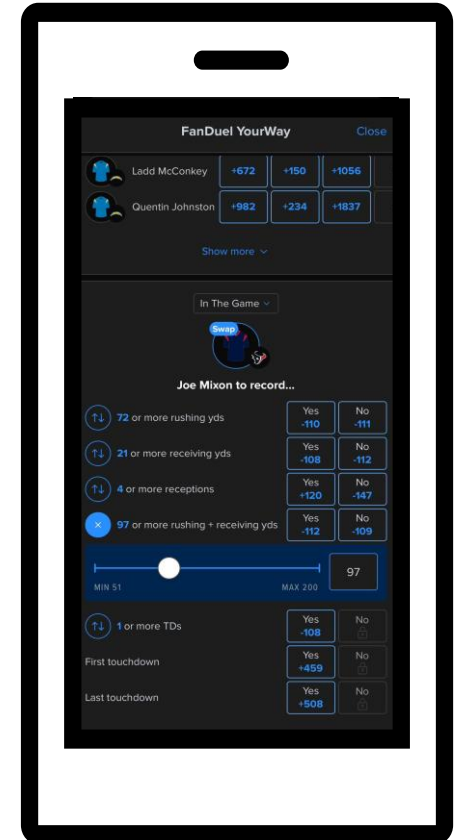 FanDuel YourWay Close
Ladd McConkey +672 +150 +1056
Quentin Johnston +982 +234 +1837
Show more
In The Game
Swap
Joe Mixon to record...
72 or more rushing yds Yes -110 No -111
21 or more receiving yds Yes -108 No -112
4 or more receptions Yes +120 No -147
97 or more rushing + receiving yds Yes -112 No -109
97
MIN 51 MAX 200
1 or more TDs Yes -108 No
First touchdown Yes +459 No
Last touchdown Yes +508 No